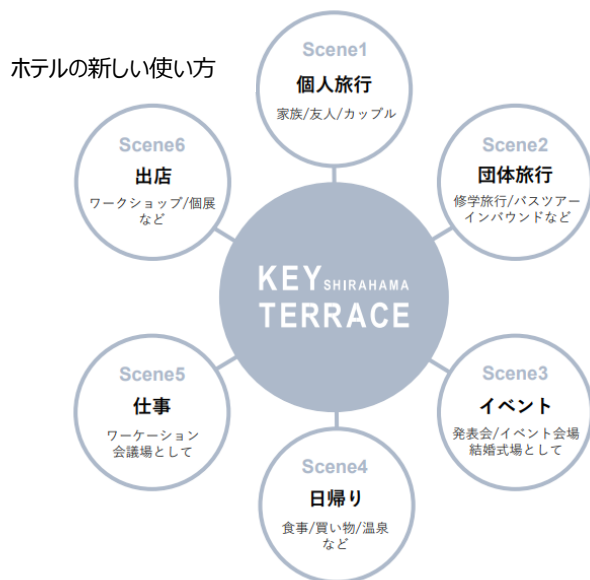 ホテルの新しい使い方
Scene1
個人旅行
家族/友人/カップル
Scene2
団体旅行
修学旅行/バスツアー
インバウンドなど
Scene3
イベント
発表会/イベント会場
結婚式場として
Scene4
日帰り
食事/買い物/温泉
など
Scene5
仕事
ワーケーション
会議場として
Scene6
出店
ワークショップ/個展
など
KEY SHIRAHAMA
TERRACE